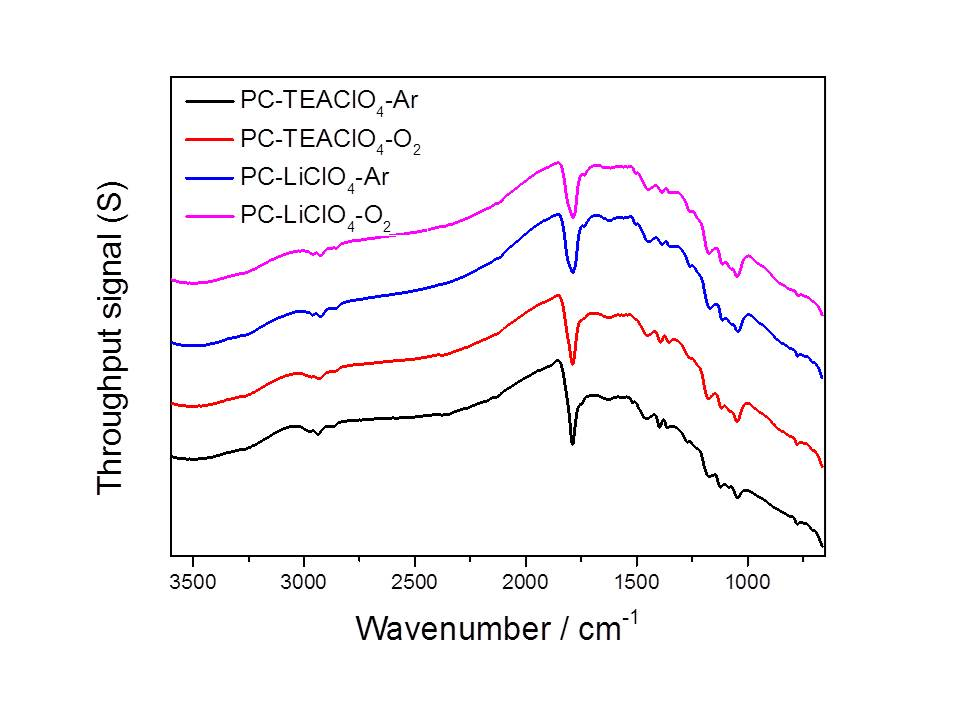 PC-TEAClO4-Ar
PC-TEAClO4-O2
PC-LiClO4-Ar
PC-LiClO4-O2
Throughput signal (S)
3500 3000 2500 2000 1500 1000
Wavenumber / cm-1